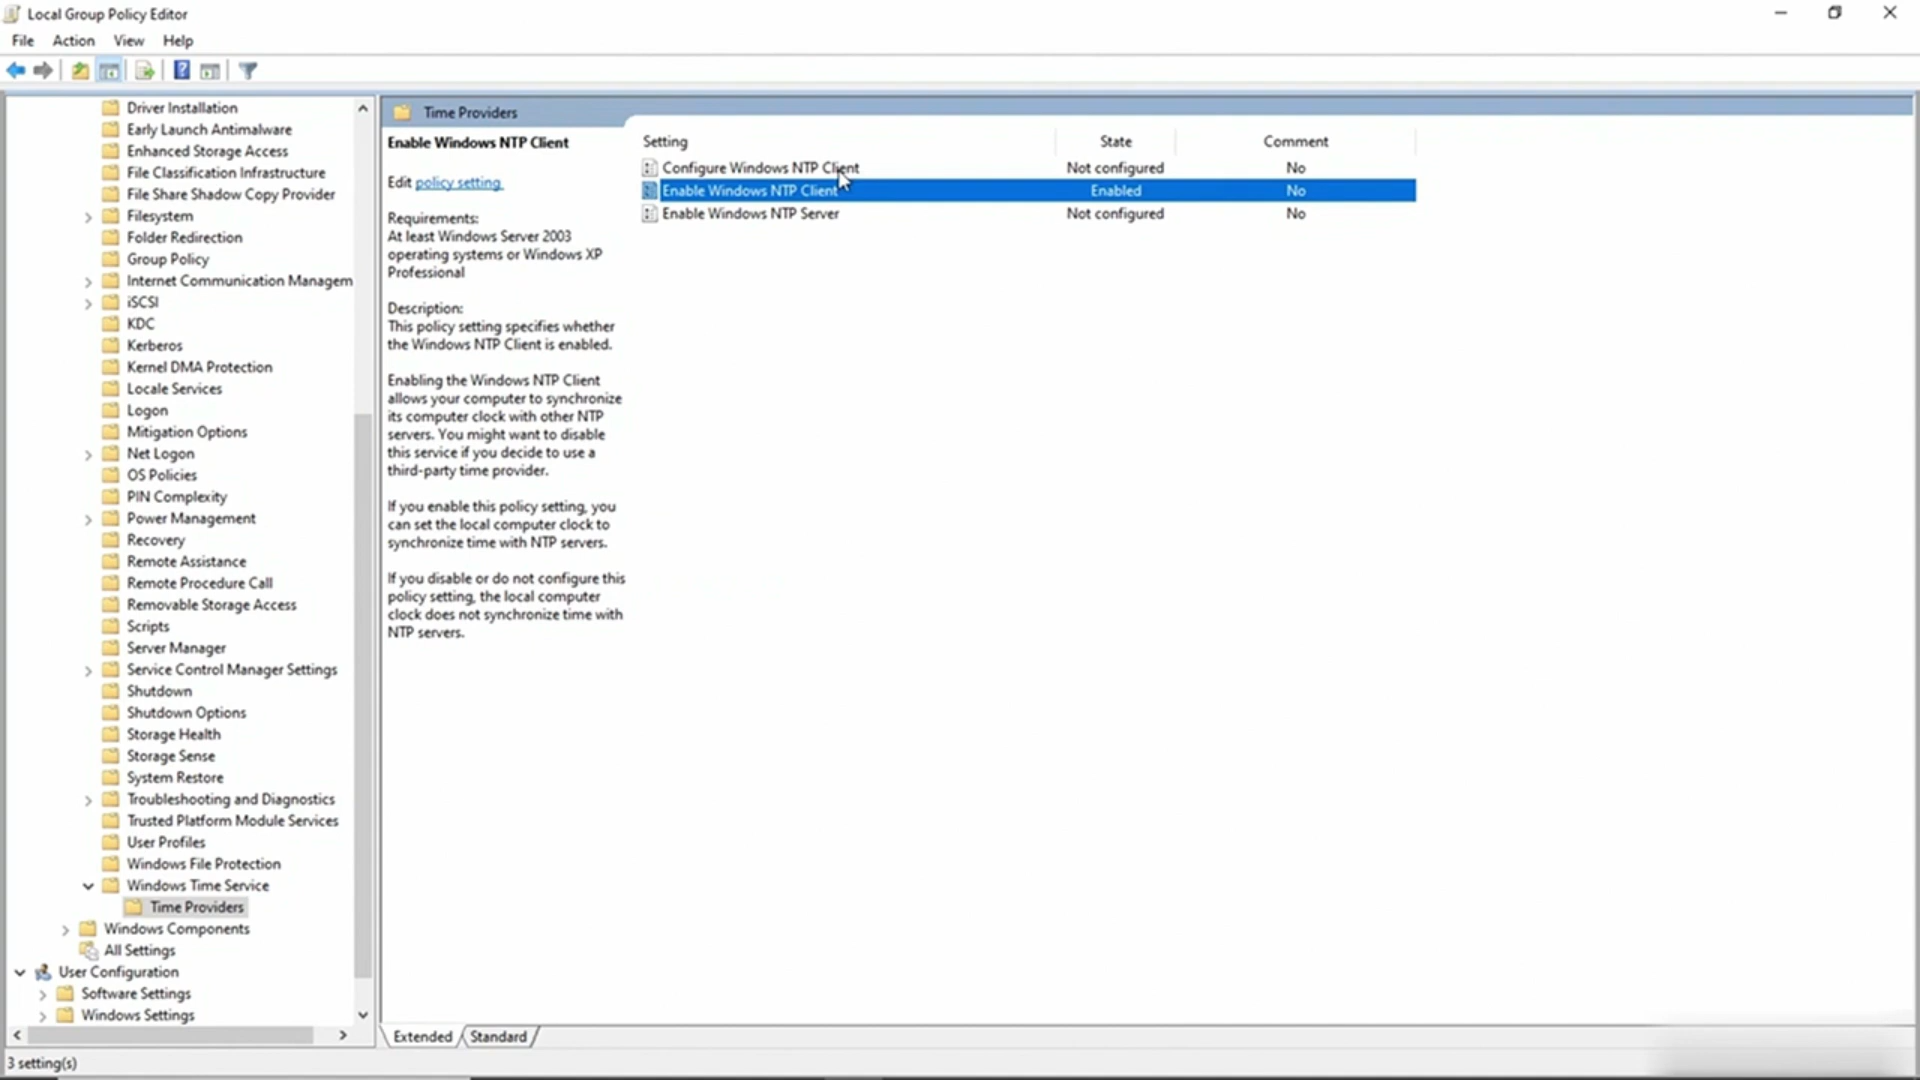 Local Group Policy Editor
File Action View Help
Driver Installation
Early Launch Antimalware
Enhanced Storage Access
File Classification Infrastructure
File Share Shadow Copy Provider
Filesystem
Folder Redirection
Group Policy
Internet Communication Managem
iSCSI
KDC
Kerberos
Kernel DMA Protection
Locale Services
Logon
Mitigation Options
Net Logon
OS Policies
PIN Complexity
Power Management
Recovery
Remote Assistance
Remote Procedure Call
Removable Storage Access
Scripts
Server Manager
Service Control Manager Settings
Shutdown
Shutdown Options
Storage Health
Storage Sense
System Restore
Troubleshooting and Diagnostics
Trusted Platform Module Services
User Profiles
Windows File Protection
Windows Time Service
Time Providers
Windows Components
All Settings
User Configuration
Software Settings
Windows Settings
Time Providers
Enable Windows NTP Client
Edit policy setting
Requirements:
At least Windows Server 2003
operating systems or Windows XP
Professional
Description:
This policy setting specifies whether
the Windows NTP Client is enabled.
Enabling the Windows NTP Client
allows your computer to synchronize
its computer clock with other NTP
servers. You might want to disable
this service if you decide to use a
third-party time provider.
If you enable this policy setting, you
can set the local computer clock to
synchronize time with NTP servers.
If you disable or do not configure this
policy setting, the local computer
clock does not synchronize time with
NTP servers.
Setting State Comment
Configure Windows NTP Client Not configured No
Enable Windows NTP Client Enabled No
Enable Windows NTP Server Not configured No
Extended Standard
3 setting(s)